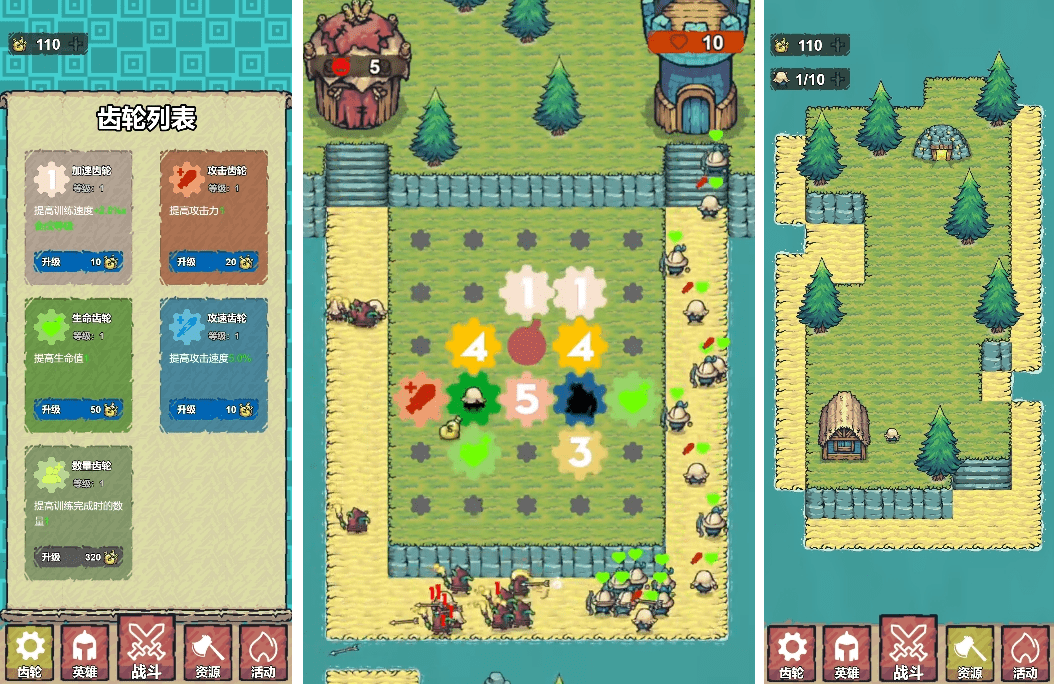 110
齿轮列表
1
加速齿轮
等级: 1
提高训练速度
升级 10
攻击齿轮
等级: 1
提高攻击力
升级 20
生命齿轮
等级: 1
提高生命值1
升级 50
攻速齿轮
等级: 1
提高攻击速度5.0%
升级 10
数量齿轮
等级: 1
提高训练完成时的数
量1
升级 320
齿轮 英雄 战斗 资源 活动
5
10
1 1
4 4
5
3
110
1/10
齿轮 英雄 战斗 资源 活动